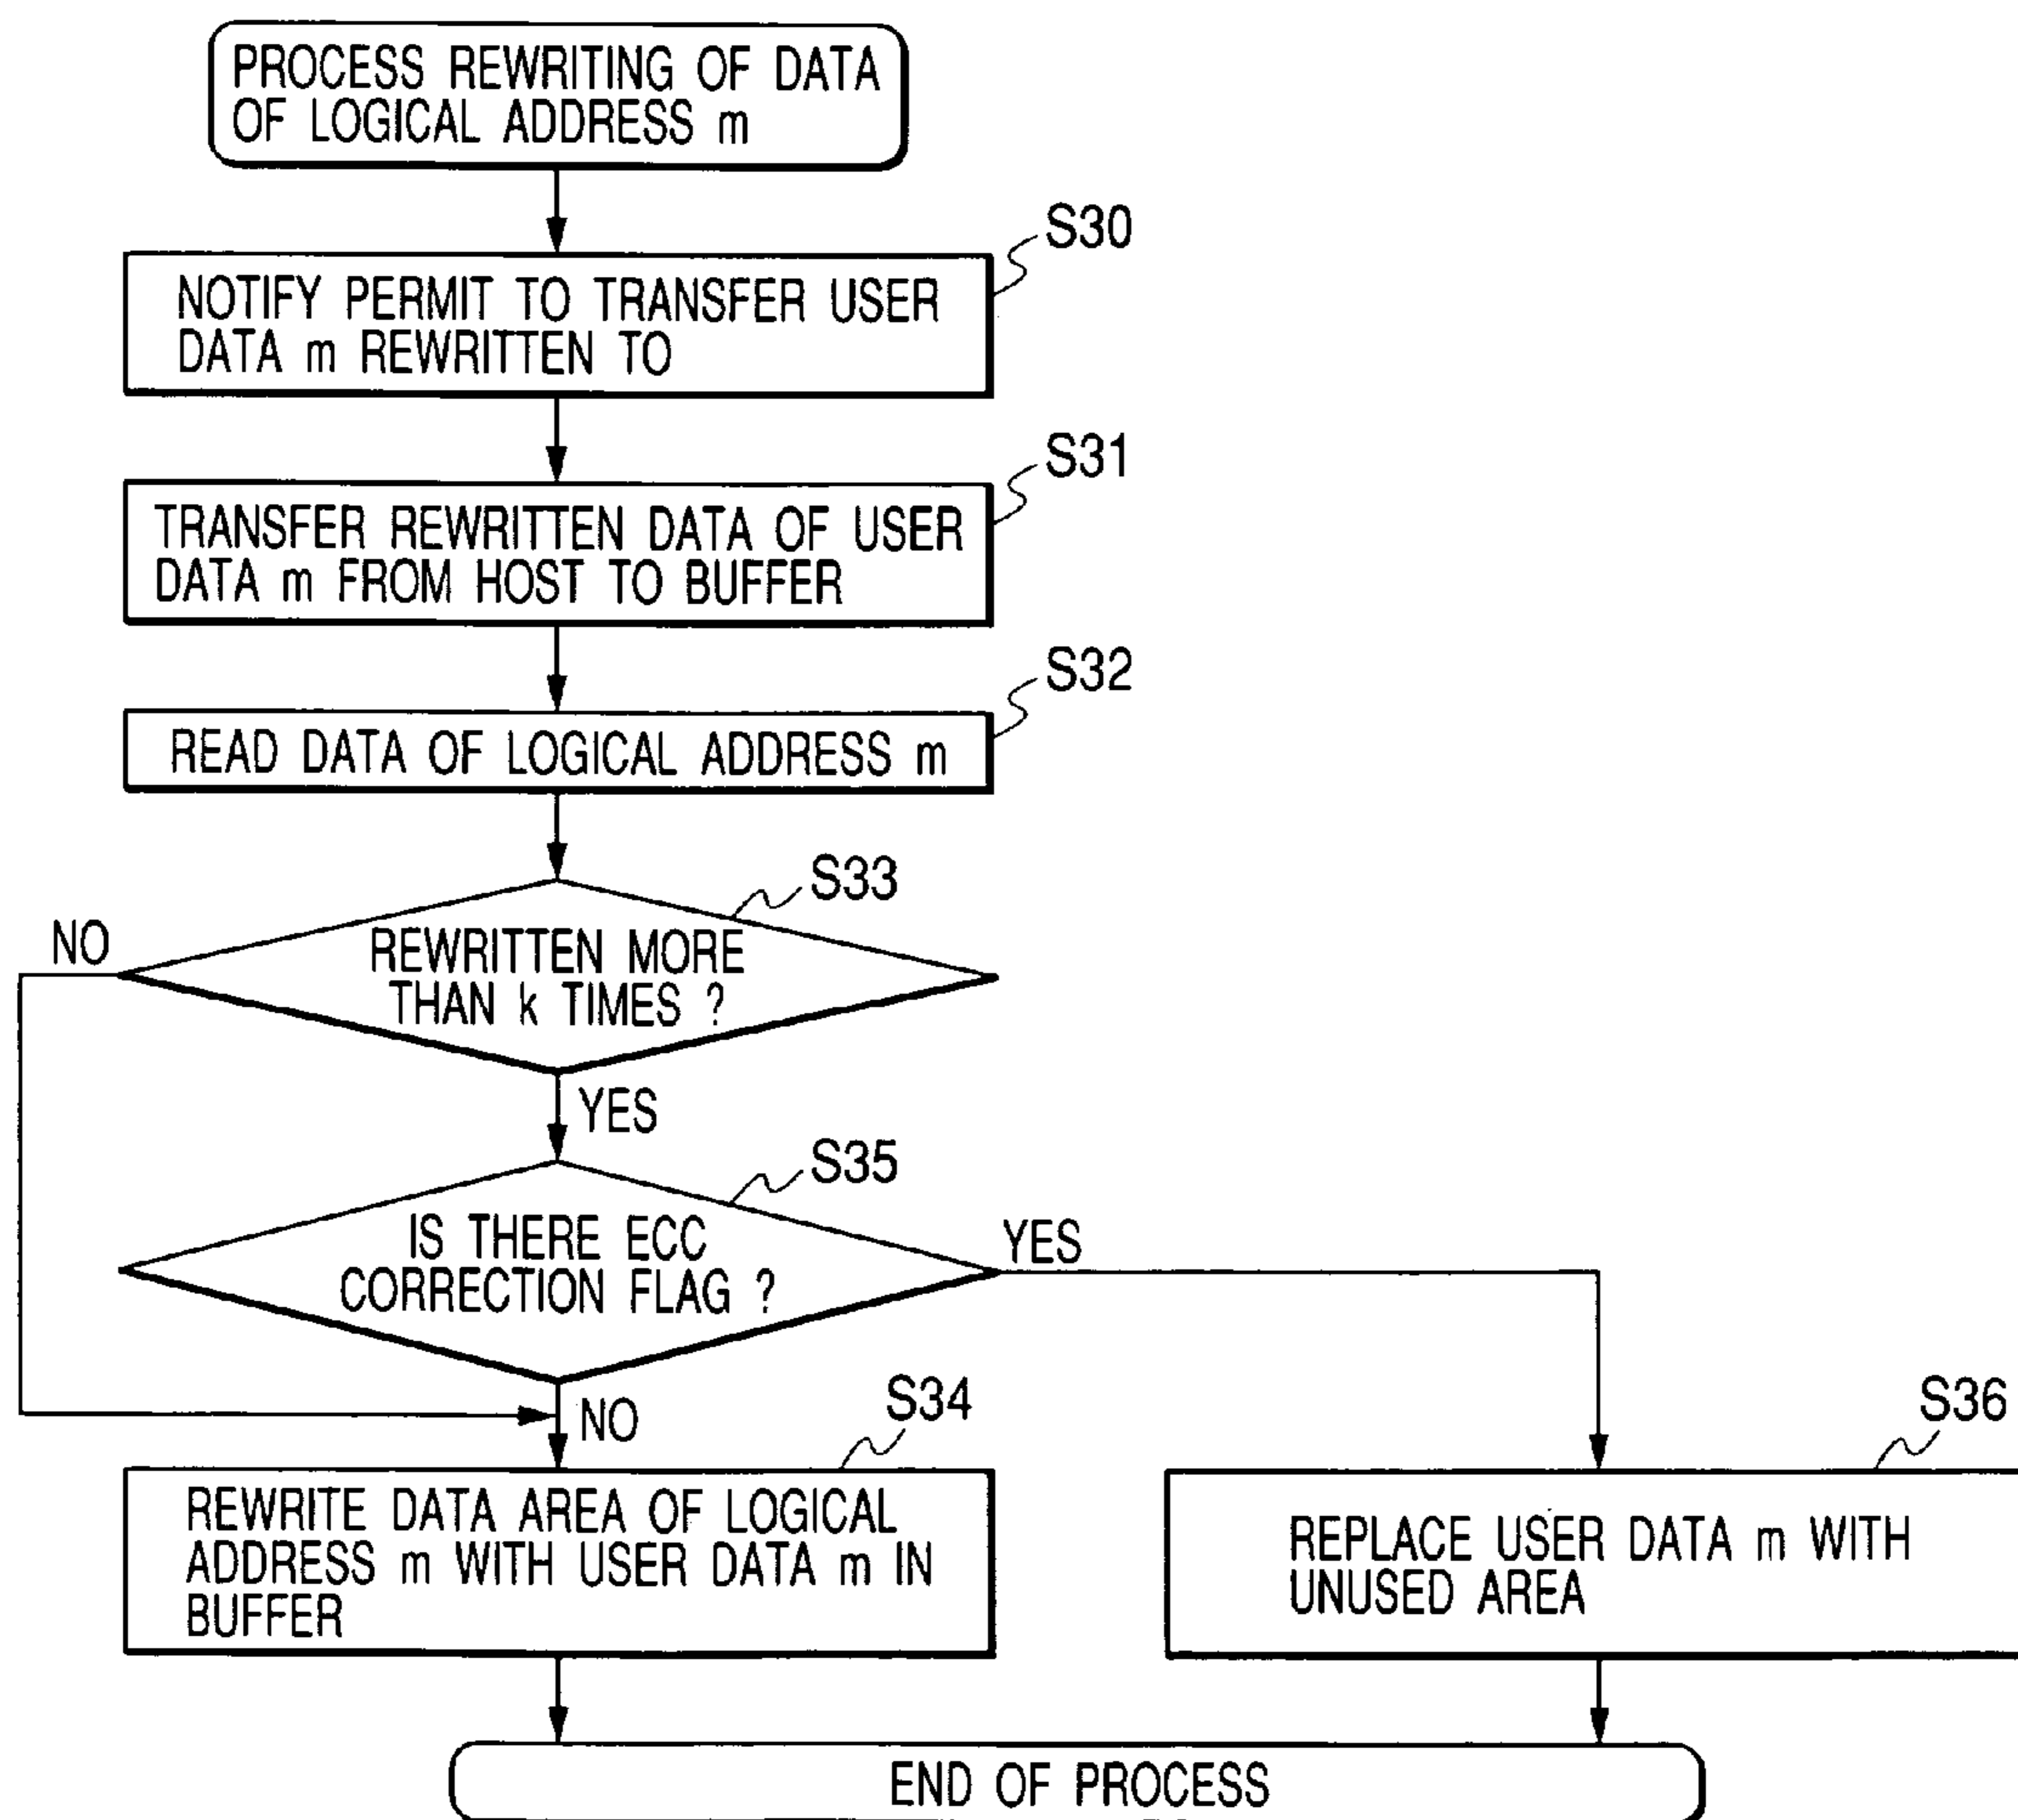 PROCESS REWRITING OF DATA
OF LOGICAL ADDRESS m
S30
NOTIFY PERMIT TO TRANSFER USER
DATA m REWRITTEN TO
S31
TRANSFER REWRITTEN DATA OF USER
DATA m FROM HOST TO BUFFER
S32
READ DATA OF LOGICAL ADDRESS m
S33
NO
REWRITTEN MORE
THAN k TIMES ?
YES
S35
IS THERE ECC
CORRECTION FLAG ?
YES
NO
S34
REWRITE DATA AREA OF LOGICAL
ADDRESS m WITH USER DATA m IN
BUFFER
S36
REPLACE USER DATA m WITH
UNUSED AREA
END OF PROCESS